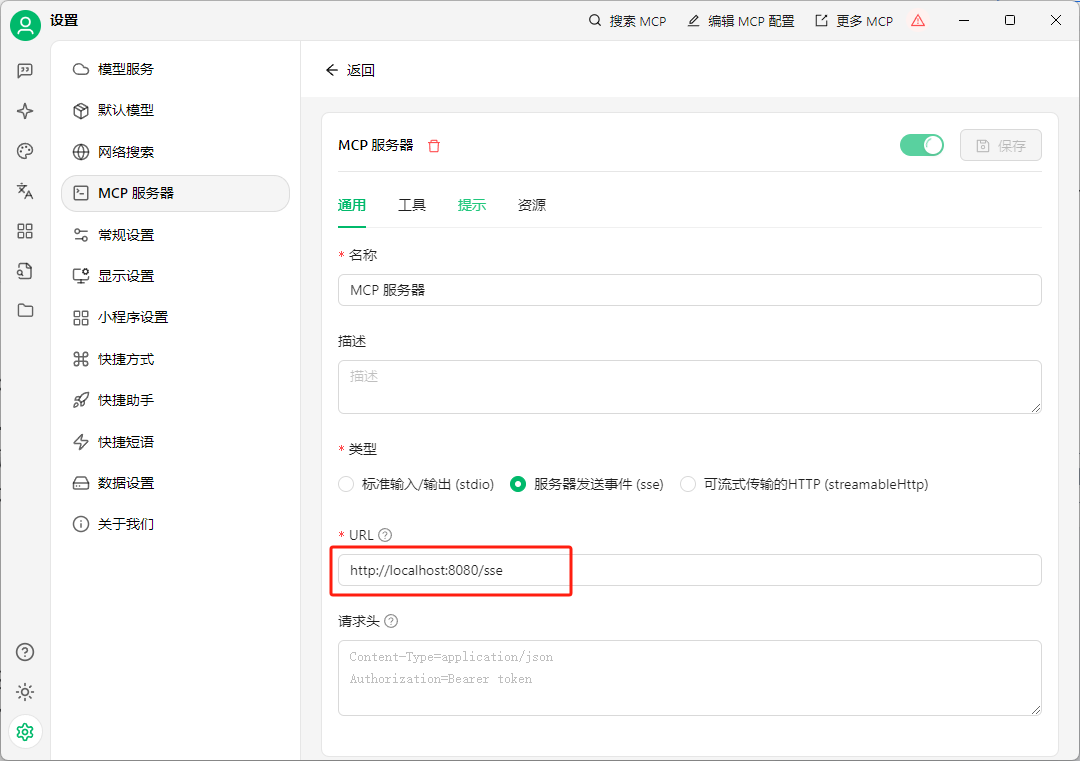 设置
搜索 MCP
编辑 MCP 配置
更多 MCP
模型服务
默认模型
网络搜索
MCP 服务器
常规设置
显示设置
小程序设置
快捷方式
快捷助手
快捷短语
数据设置
关于我们
返回
MCP 服务器
保存
通用 工具 提示 资源
* 名称
MCP 服务器
描述
描述
* 类型
标准输入/输出 (stdio) 服务器发送事件 (sse) 可流式传输的HTTP (streamableHttp)
* URL
http://localhost:8080/sse
请求头
Content-Type=application/json
Authorization=Bearer token